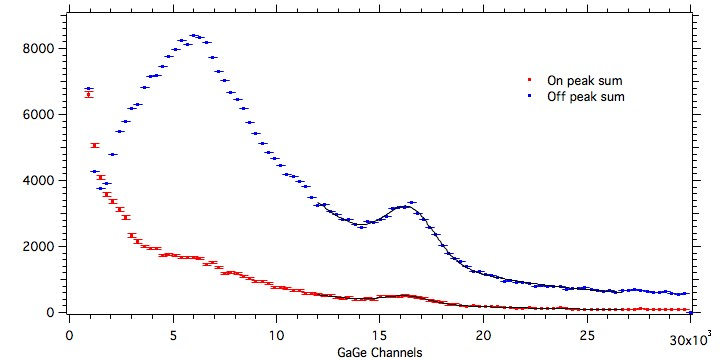 8000
6000
4000
2000
0
On peak sum
Off peak sum
0 5 10 15 20 25 30x10³
GaGe Channels